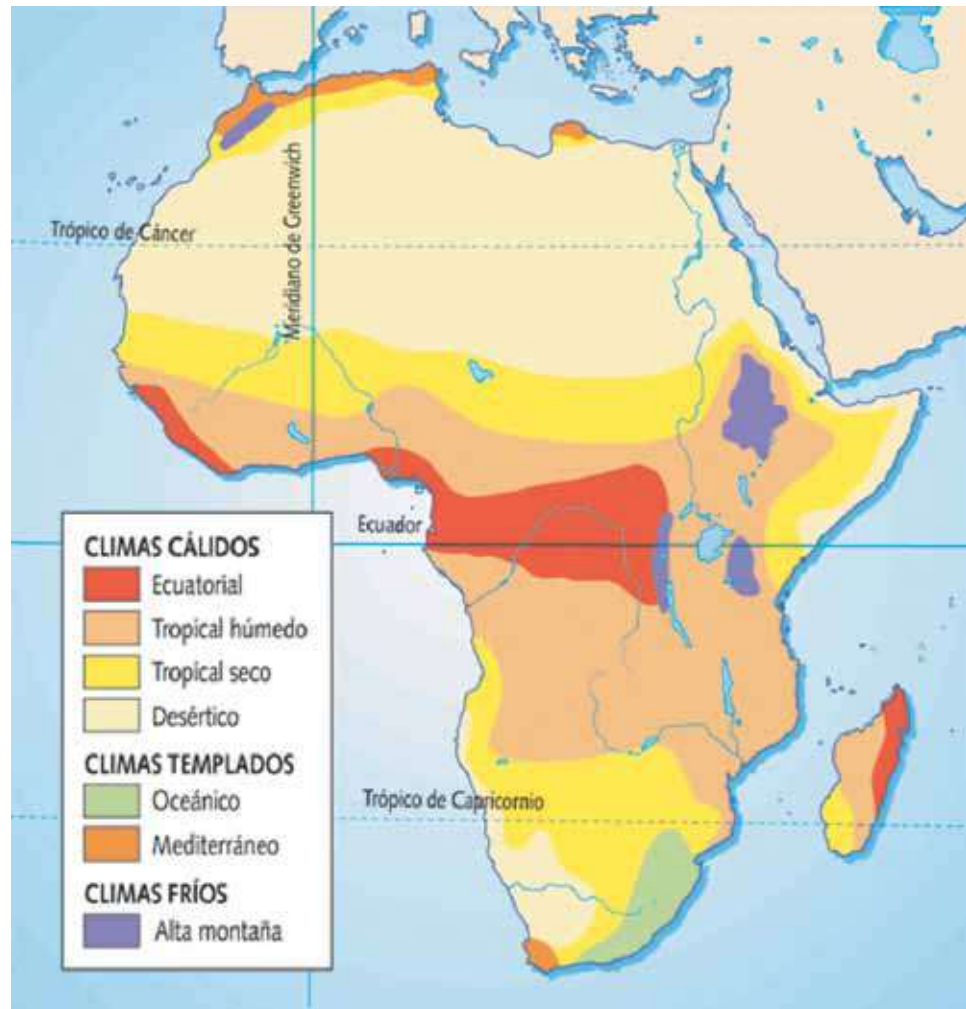 Trópico de Cáncer
Meridiano de Greenwich
Ecuador
CLIMAS CÁLIDOS
Ecuatorial
Tropical húmedo
Tropical seco
Desértico
CLIMAS TEMPLADOS
Oceánico
Mediterráneo
CLIMAS FRÍOS
Alta montaña
Trópico de Capricornio